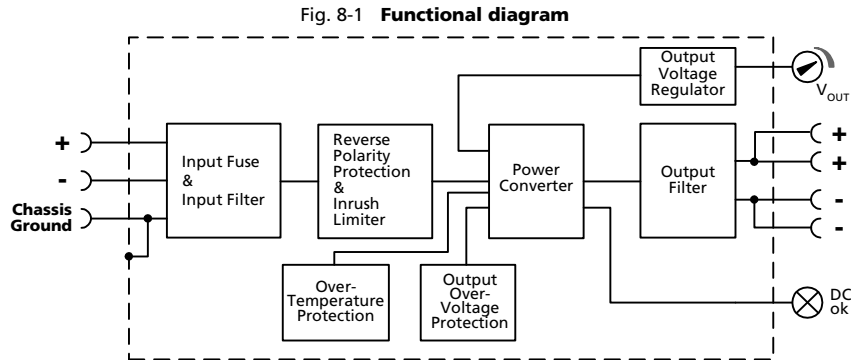 Fig. 8-1 Functional diagram
Output
Voltage
Regulator
V_OUT
+
-
Chassis
Ground
Input Fuse
&
Input Filter
Reverse
Polarity
Protection
&
Inrush
Limiter
Power
Converter
Output
Filter
+
+
-
-
Over-
Temperature
Protection
Output
Over-
Voltage
Protection
DC
ok